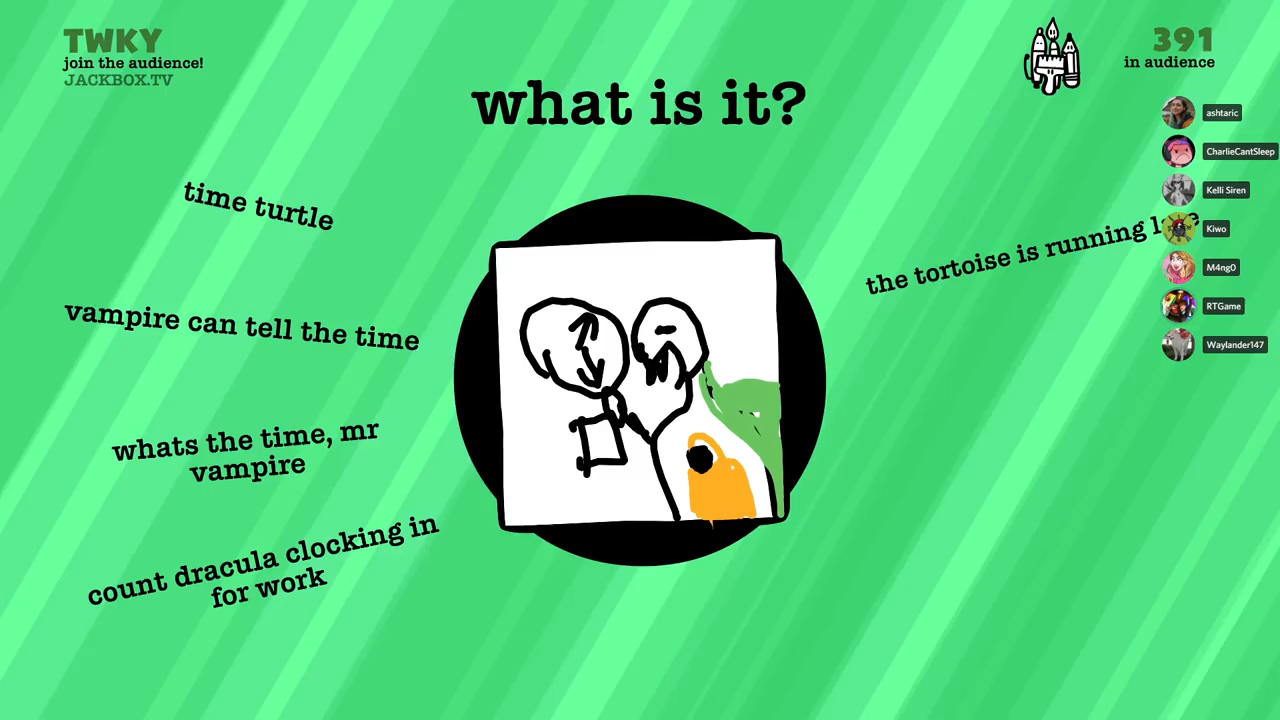 TWKY
join the audience!
JACKBOX.TV
what is it?
391
in audience
time turtle
vampire can tell the time
whats the time, mr
vampire
count dracula clocking in
for work
the tortoise is running
ashtaric
CharlieCantSleep
Kelli Siren
Kiwo
M4ng0
RTGame
Waylander147